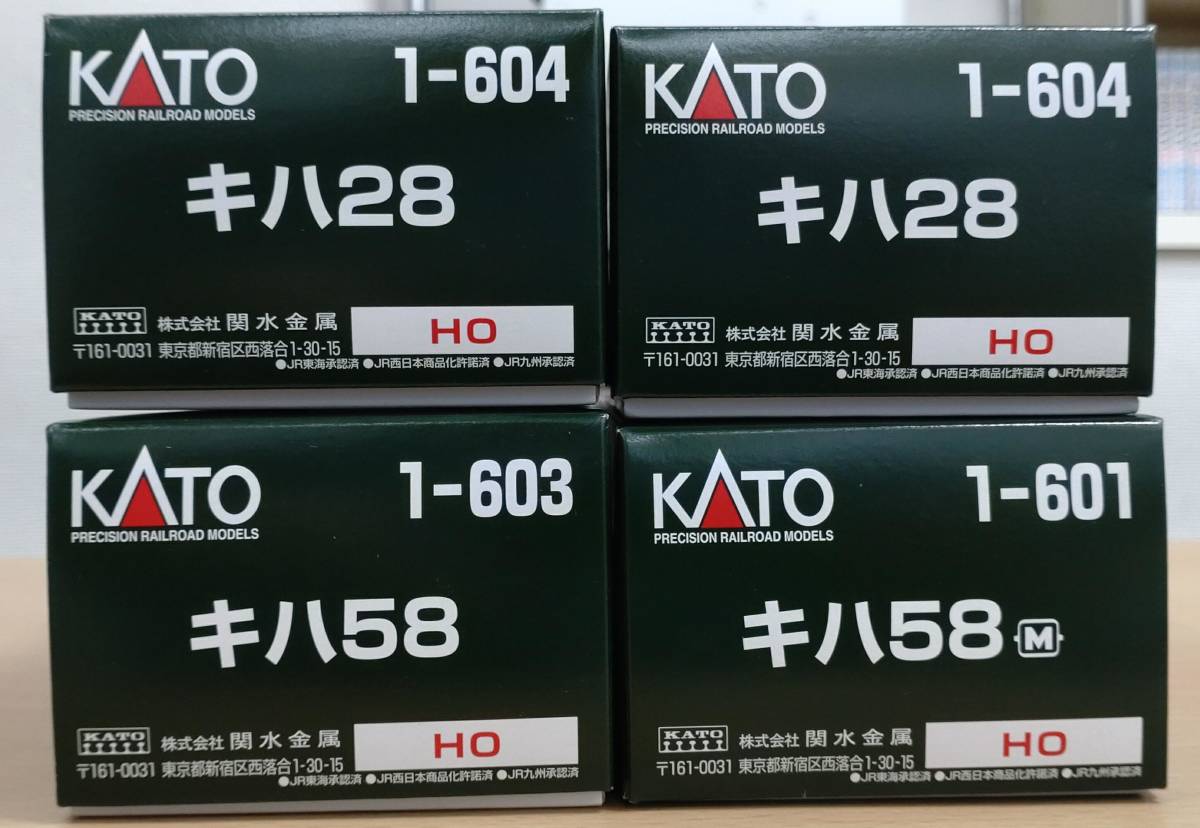 KATO 1-604
PRECISION RAILROAD MODELS
キハ28
KATO 株式会社 関水金属 HO
〒161-0031 東京都新宿区西落合1-30-15
●JR東海承認済 ●JR西日本商品化許諾済 ●JR九州承認済
KATO 1-604
PRECISION RAILROAD MODELS
キハ28
KATO 株式会社 関水金属 HO
〒161-0031 東京都新宿区西落合1-30-15
●JR東海承認済 ●JR西日本商品化許諾済 ●JR九州承認済
KATO 1-603
PRECISION RAILROAD MODELS
キハ58
KATO 株式会社 関水金属 HO
〒161-0031 東京都新宿区西落合1-30-15
●JR東海承認済 ●JR西日本商品化許諾済 ●JR九州承認済
KATO 1-601
PRECISION RAILROAD MODELS
キハ58 M
KATO 株式会社 関水金属 HO
〒161-0031 東京都新宿区西落合1-30-15
●JR東海承認済 ●JR西日本商品化許諾済 ●JR九州承認済